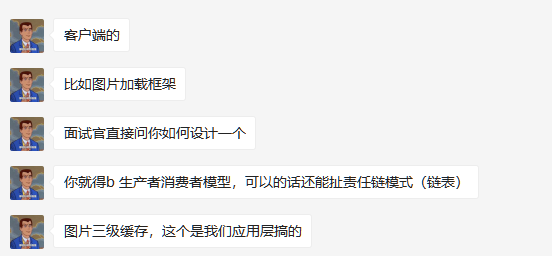 客户端的
比如图片加载框架
面试官直接问你如何设计一个
你就得b 生产者消费者模型，可以的话还能扯责任链模式（链表）
图片三级缓存，这个是我们应用层搞的